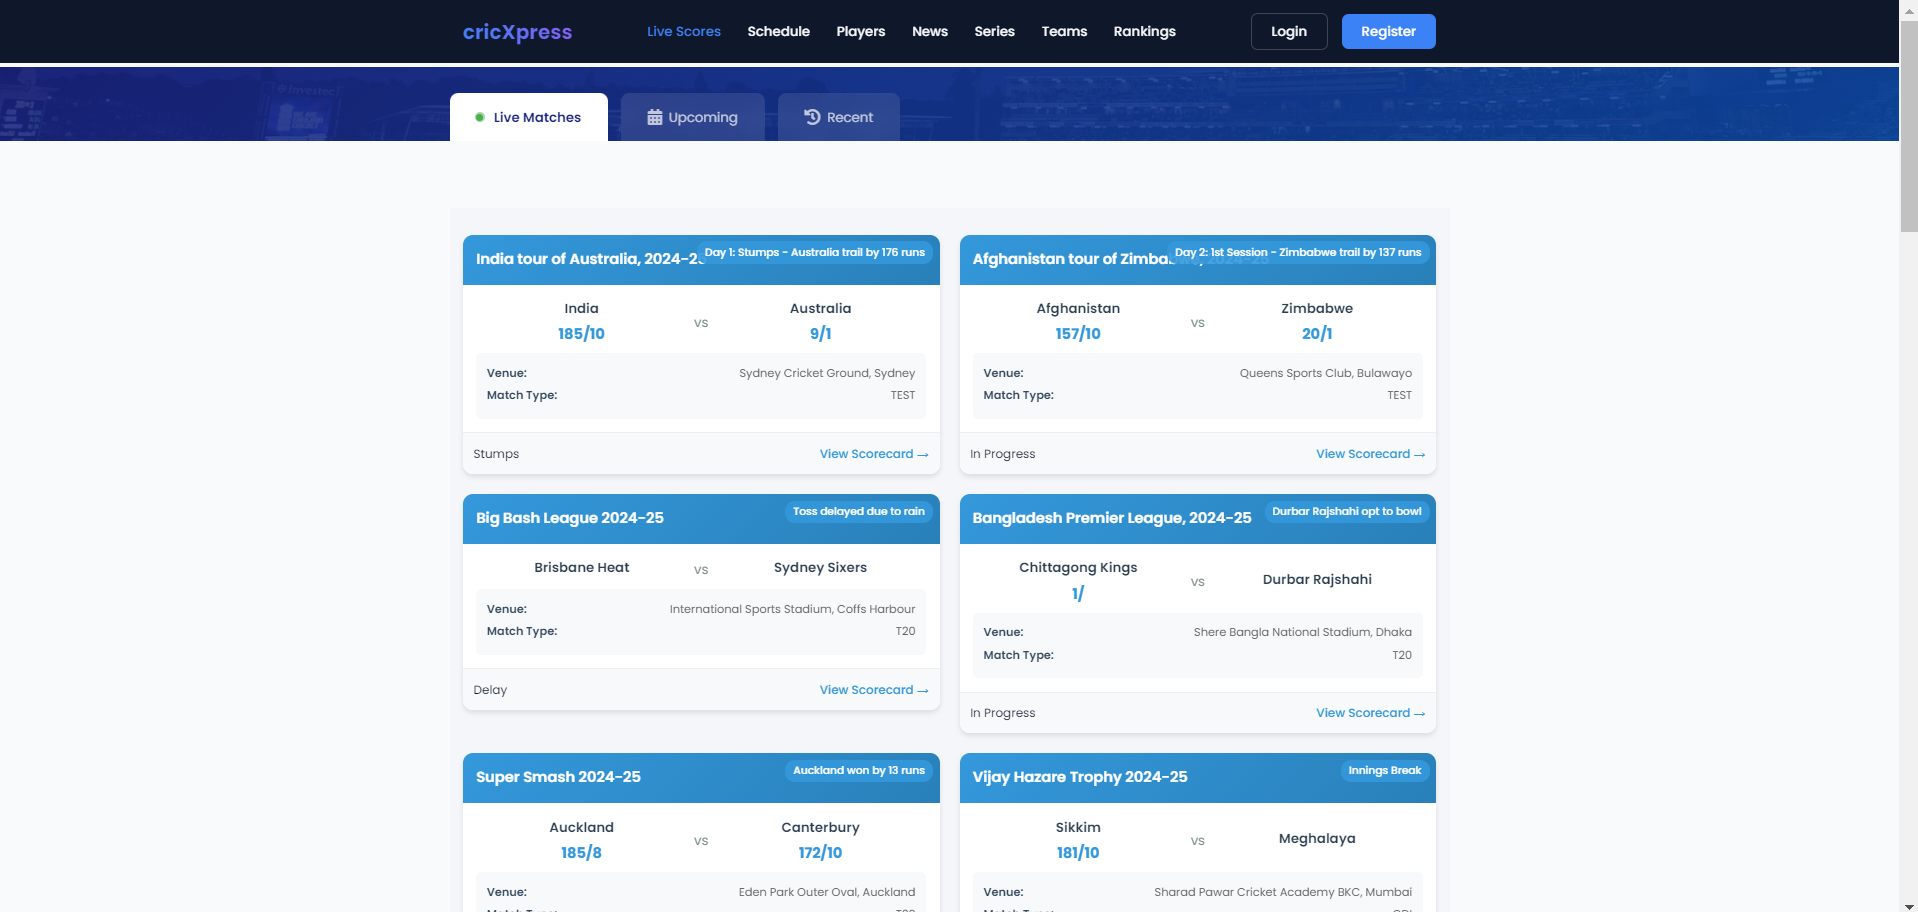 cricXpress
Live Scores Schedule Players News Series Teams Rankings
Login Register
Investec
Live Matches Upcoming Recent
India tour of Australia, 2024-25
Day 1: Stumps - Australia trail by 176 runs
India
185/10
vs
Australia
9/1
Venue: Sydney Cricket Ground, Sydney
Match Type: TEST
Stumps View Scorecard →
Afghanistan tour of Zimbabwe, 2024-25
Day 2: 1st Session - Zimbabwe trail by 137 runs
Afghanistan
157/10
vs
Zimbabwe
20/1
Venue: Queens Sports Club, Bulawayo
Match Type: TEST
In Progress View Scorecard →
Big Bash League 2024-25
Toss delayed due to rain
Brisbane Heat
vs
Sydney Sixers
Venue: International Sports Stadium, Coffs Harbour
Match Type: T20
Delay View Scorecard →
Bangladesh Premier League, 2024-25
Durbar Rajshahi opt to bowl
Chittagong Kings
1/
vs
Durbar Rajshahi
Venue: Shere Bangla National Stadium, Dhaka
Match Type: T20
In Progress View Scorecard →
Super Smash 2024-25
Auckland won by 13 runs
Auckland
185/8
vs
Canterbury
172/10
Venue: Eden Park Outer Oval, Auckland
Vijay Hazare Trophy 2024-25
Innings Break
Sikkim
181/10
vs
Meghalaya
Venue: Sharad Pawar Cricket Academy BKC, Mumbai